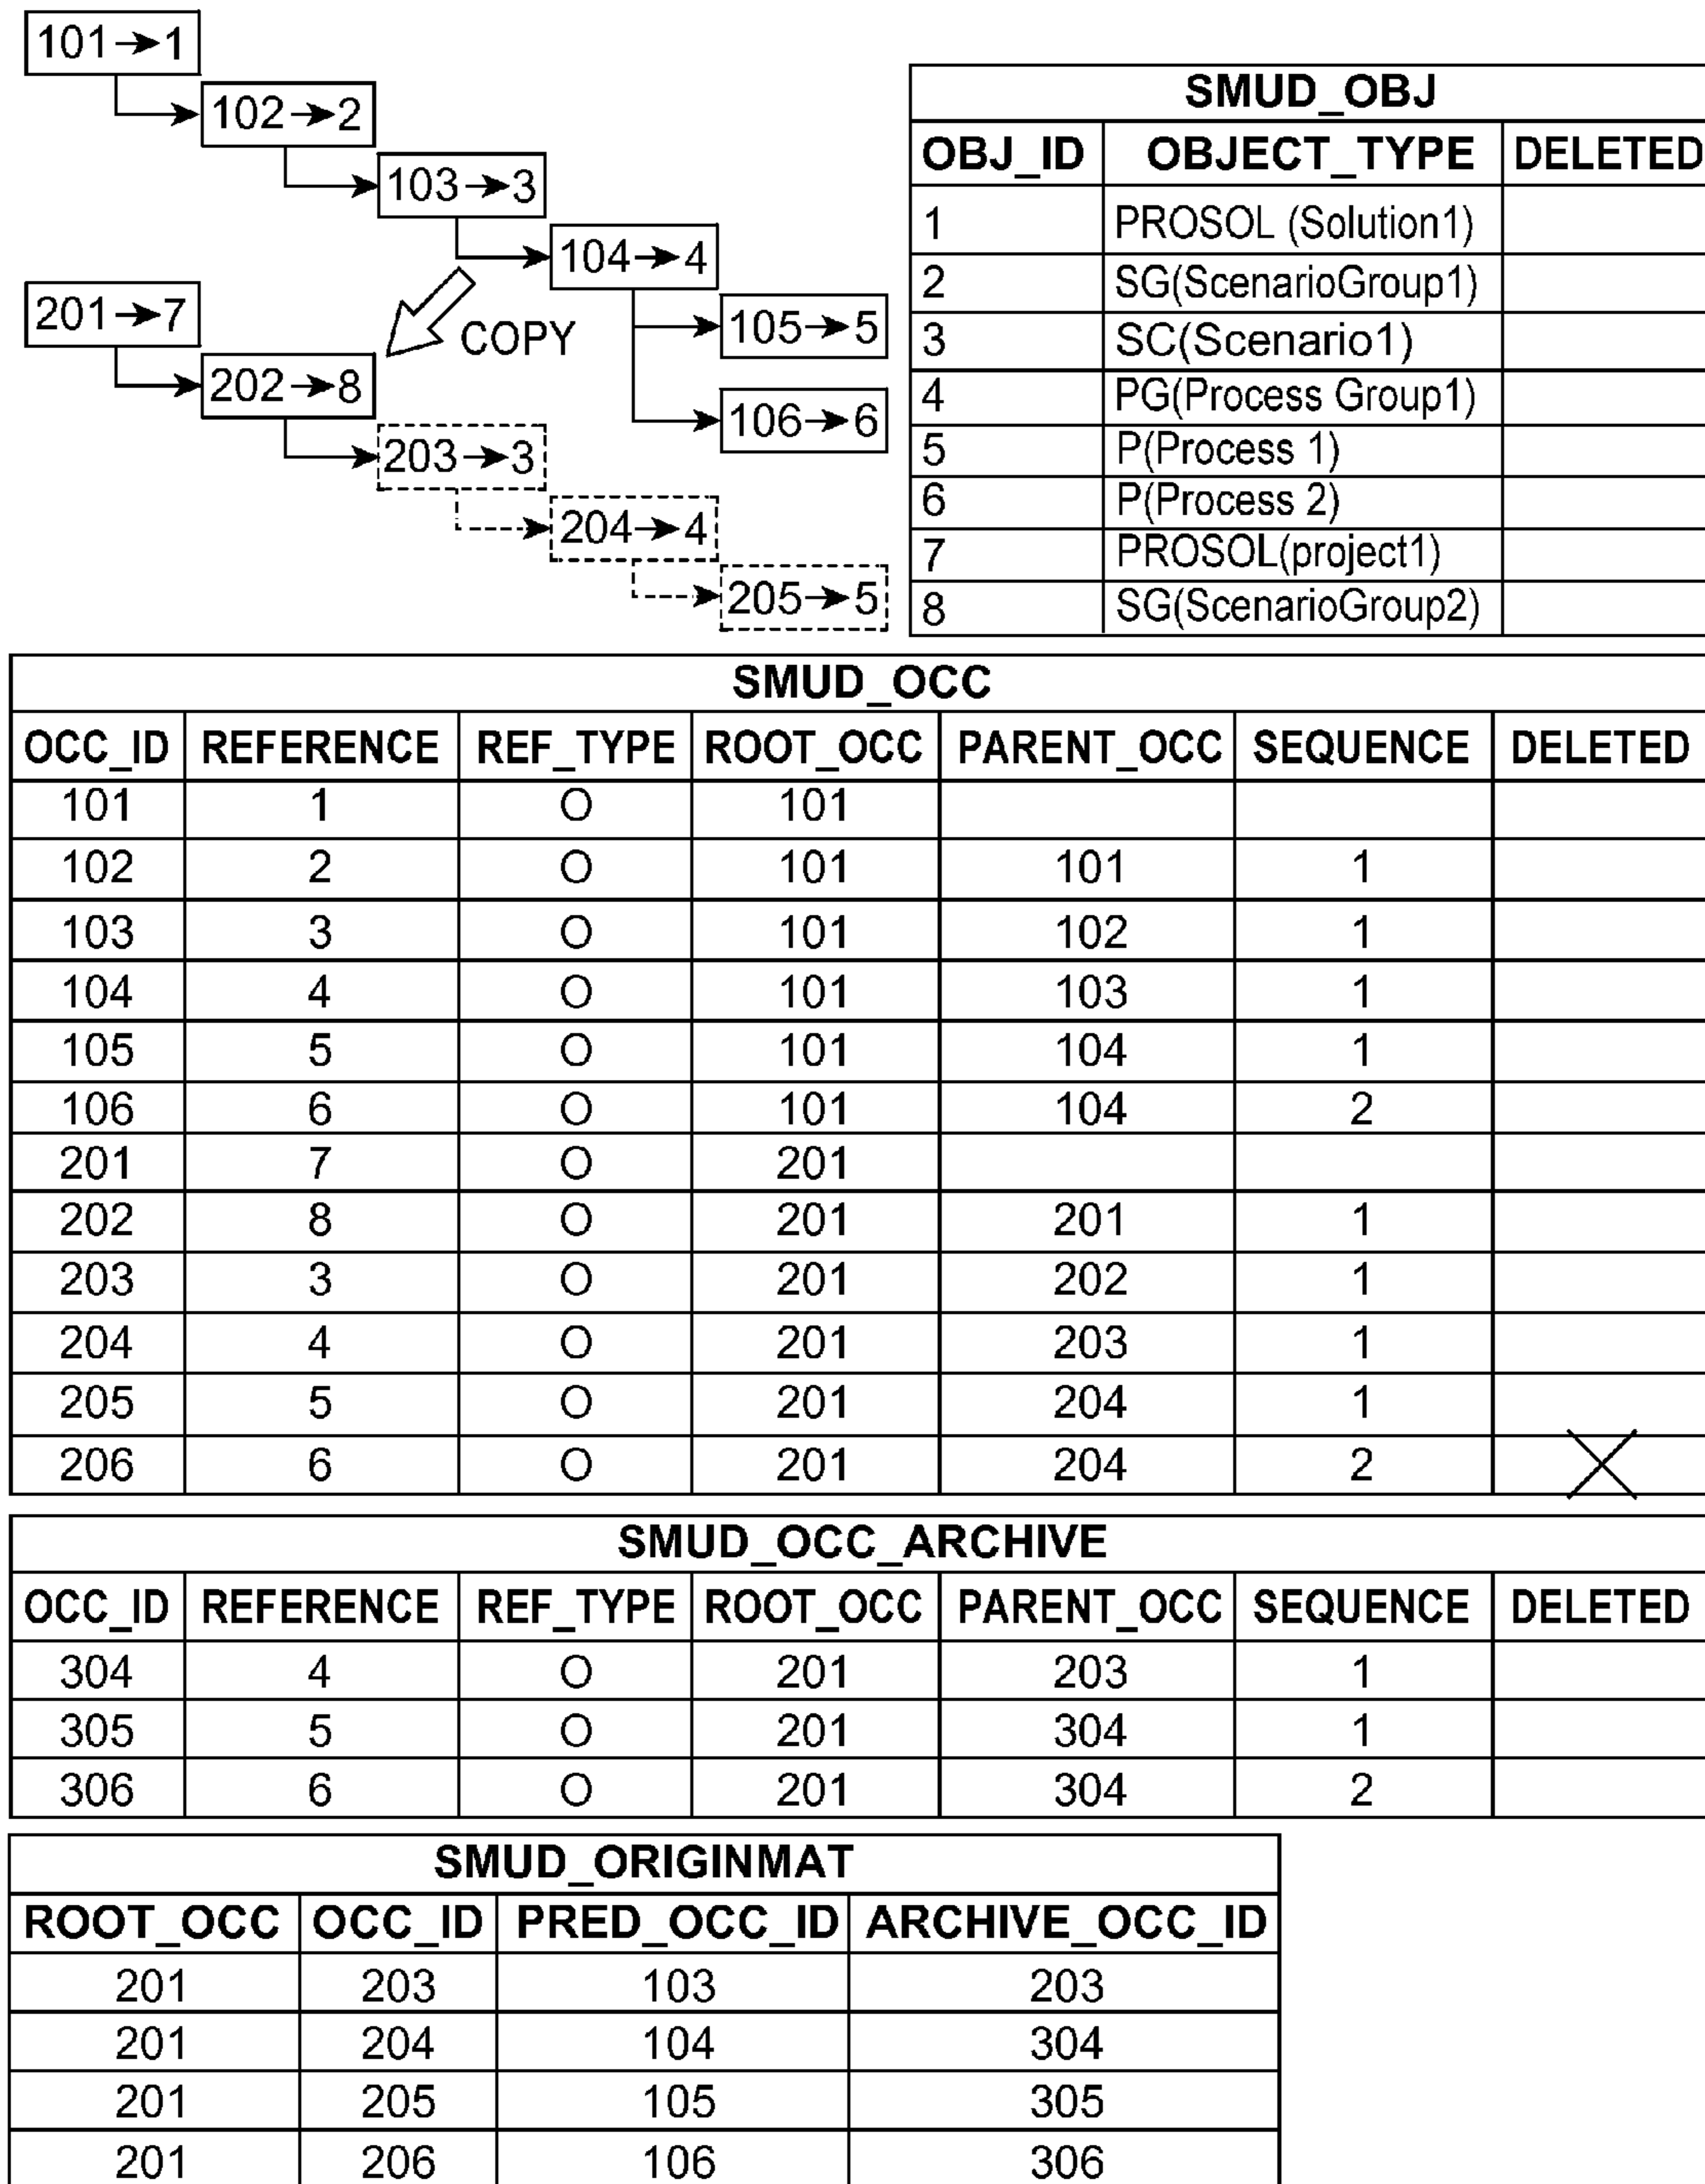 101→1
102→2
103→3
104→4
105→5
106→6
COPY
201→7
202→8
203→3
204→4
205→5
SMUD_OBJ
OBJ_ID OBJECT_TYPE DELETED
1 PROSOL (Solution1)
2 SG(ScenarioGroup1)
3 SC(Scenario1)
4 PG(Process Group1)
5 P(Process 1)
6 P(Process 2)
7 PROSOL(project1)
8 SG(ScenarioGroup2)
SMUD_OCC
OCC_ID REFERENCE REF_TYPE ROOT_OCC PARENT_OCC SEQUENCE DELETED
101 1 O 101
102 2 O 101 101 1
103 3 O 101 102 1
104 4 O 101 103 1
105 5 O 101 104 1
106 6 O 101 104 2
201 7 O 201
202 8 O 201 201 1
203 3 O 201 202 1
204 4 O 201 203 1
205 5 O 201 204 1
206 6 O 201 204 2 X
SMUD_OCC_ARCHIVE
OCC_ID REFERENCE REF_TYPE ROOT_OCC PARENT_OCC SEQUENCE DELETED
304 4 O 201 203 1
305 5 O 201 304 1
306 6 O 201 304 2
SMUD_ORIGINMAT
ROOT_OCC OCC_ID PRED_OCC_ID ARCHIVE_OCC_ID
201 203 103 203
201 204 104 304
201 205 105 305
201 206 106 306